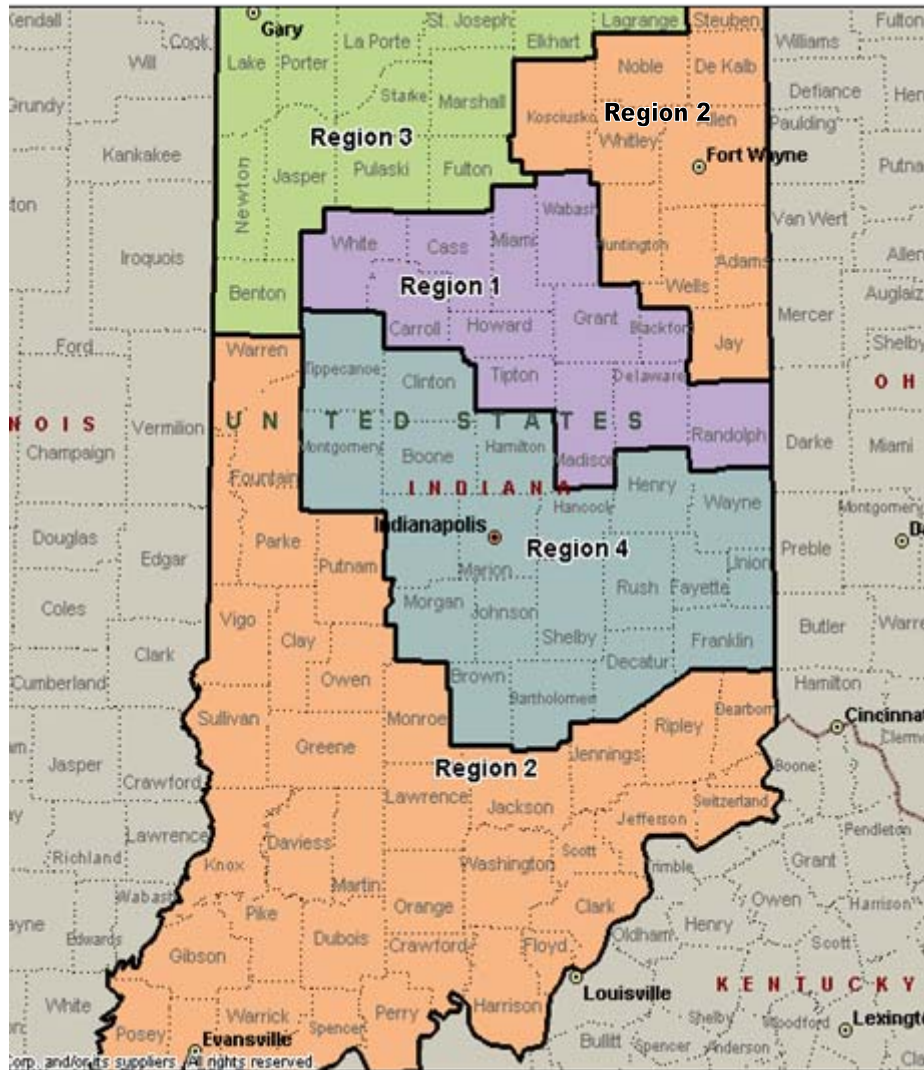 Kendall
Cook
Will
Grundy
Kankakee
Iroquois
Ford
Vermilion
NOIS
Champaign
Douglas
Edgar
Coles
Clark
Cumberland
Jasper
Crawford
Lawrence
Richland
Wabash
Edwards
White
Gary
St. Joseph
Lagrange
Steuben
La Porte
Elkhart
Lake
Porter
Noble
De Kalb
Starke
Marshall
Kosciusko
Region 2
Allen
Region 3
Whitley
Fort Wayne
Newton
Jasper
Pulaski
Fulton
Wabash
White
Cass
Miami
Huntington
Adams
Wells
Benton
Region 1
Carroll
Howard
Grant
Blackford
Jay
Warren
Tippecanoe
Clinton
Tipton
Delaware
UNITED STATES
Randolph
Montgomery
Boone
Hamilton
Madison
Fountain
INDIANA
Henry
Wayne
Hancock
Indianapolis
Region 4
Parke
Putnam
Marion
Union
Rush
Fayette
Morgan
Johnson
Vigo
Clay
Shelby
Franklin
Decatur
Owen
Brown
Bartholomew
Sullivan
Monroe
Dearborn
Ripley
Greene
Jennings
Region 2
Lawrence
Jackson
Switzerland
Jefferson
Daviess
Knox
Washington
Scott
Martin
Pike
Orange
Clark
Dubois
Crawford
Floyd
Gibson
Harrison
Perry
Warrick
Spencer
Posey
Evansville
Williams
Fulton
Defiance
Paulding
Van Wert
Allen
Mercer
Auglaiz
Shelby
OH
Darke
Miami
Montgomery
Preble
Butler
Warre
Hamilton
Cincinnat
Clerm
Boone
Pendleton
Grant
Trimble
Owen
Harrison
Henry
Oldham
Scott
Louisville
KENTUCKY
Shelby
Woodford
Lexingt
Bullitt
Spencer
Anderson
Corp. and/or its suppliers. All rights reserved.